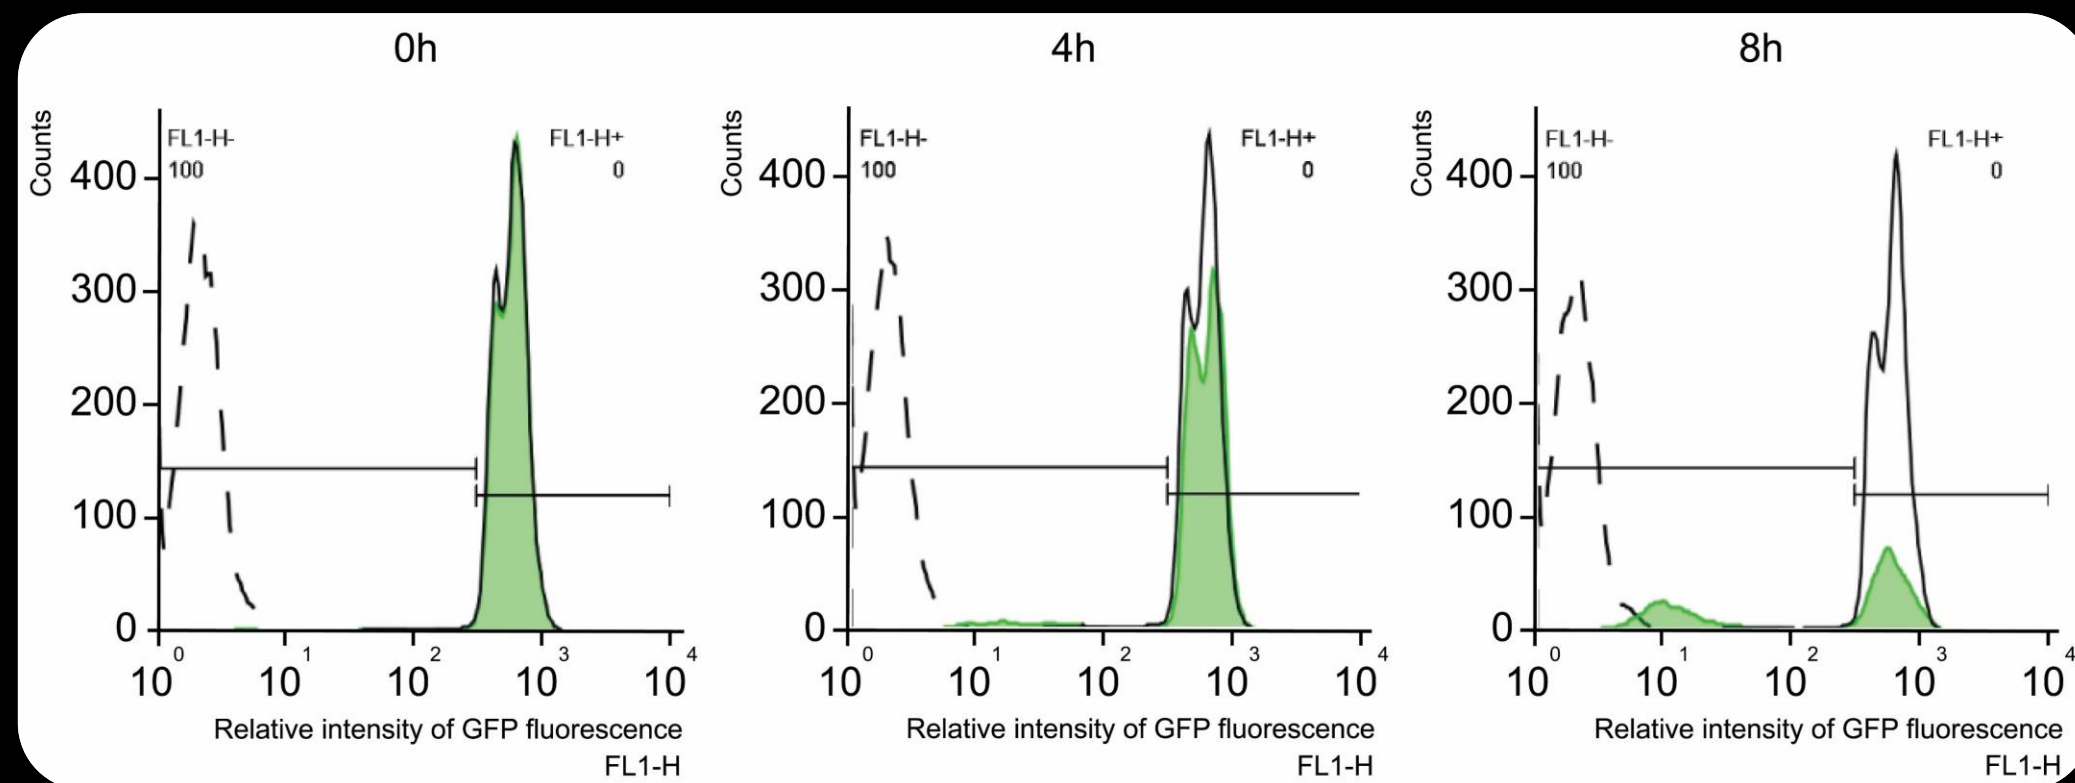 0h
Counts
FL1-H-
100
FL1-H+
0
400
300
200
100
0
10^0 10^1 10^2 10^3 10^4
Relative intensity of GFP fluorescence
FL1-H
4h
Counts
FL1-H-
100
FL1-H+
0
400
300
200
100
0
10^0 10^1 10^2 10^3 10^4
Relative intensity of GFP fluorescence
FL1-H
8h
Counts
FL1-H-
100
FL1-H+
0
400
300
200
100
0
10^0 10^1 10^2 10^3 10^4
Relative intensity of GFP fluorescence
FL1-H